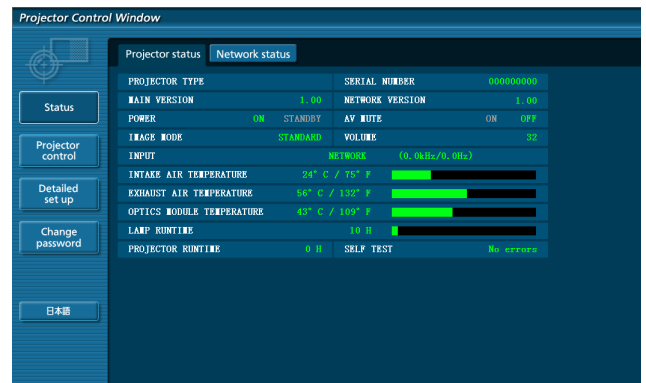 Projector Control Window
Projector status Network status
PROJECTOR TYPE SERIAL NUMBER 000000000
Status
MAIN VERSION 1.00 NETWORK VERSION 1.00
POWER ON STANDBY AV MUTE ON OFF
IMAGE MODE STANDARD VOLUME 32
Projector control
INPUT NETWORK (0.0kHz/0.0Hz)
INTAKE AIR TEMPERATURE 24° C / 75° F
Detailed set up
EXHAUST AIR TEMPERATURE 56° C / 132° F
OPTICS MODULE TEMPERATURE 43° C / 109° F
Change password
LAMP RUNTIME 10 H
PROJECTOR RUNTIME 0 H SELF TEST No errors
日本語